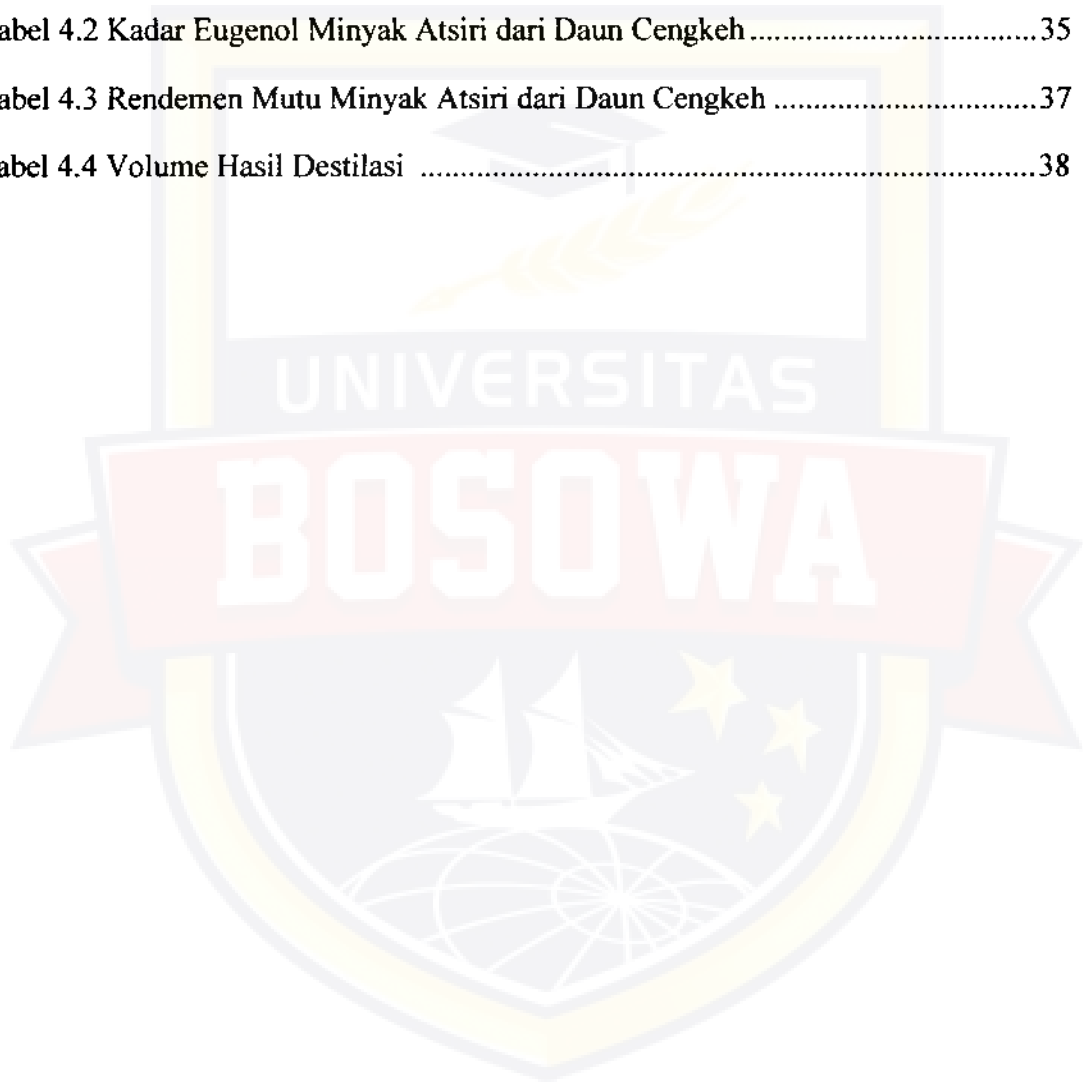 abel 4.2 Kadar Eugenol Minyak Atsiri dari Daun Cengkeh....................................35
abel 4.3 Rendemen Mutu Minyak Atsiri dari Daun Cengkeh .................................37
abel 4.4 Volume Hasil Destilasi .............................................................................38
UNIVERSITAS
BOSOWA